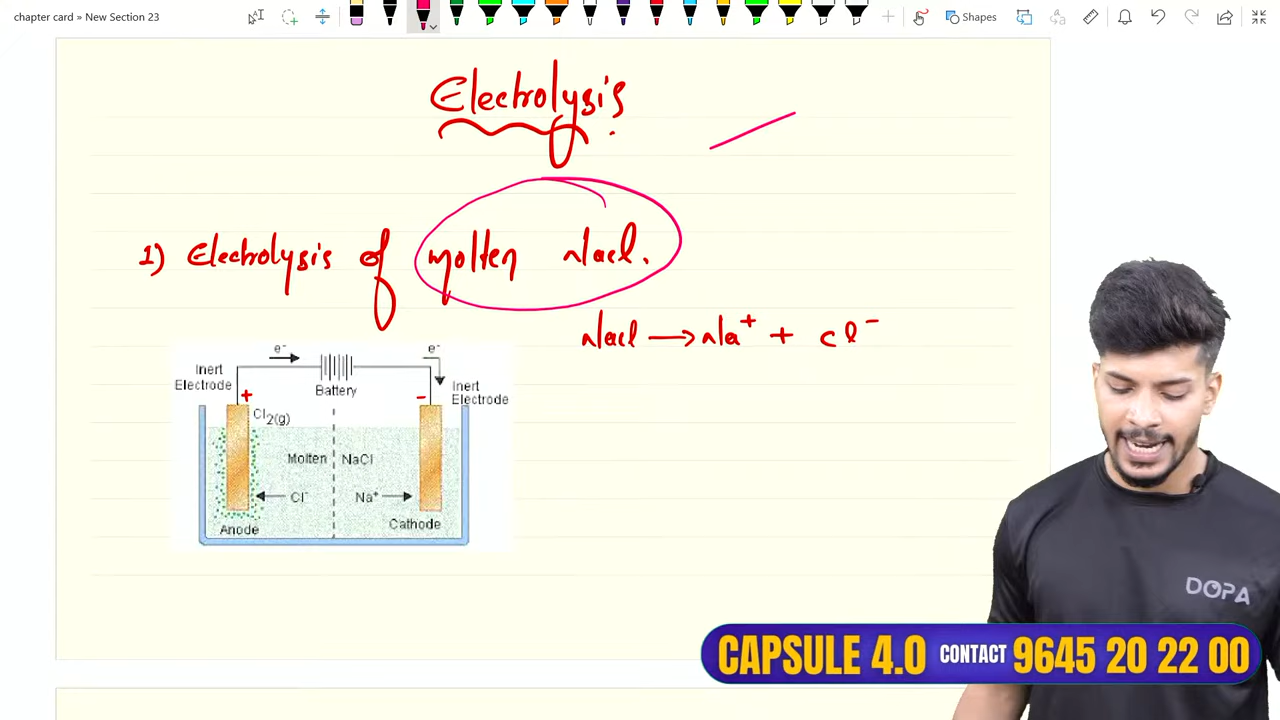 chapter card » New Section 23
Shapes
Electrolysis
1) Electrolysis of molten NaCl.
NaCl → Na⁺ + Cl⁻
e⁻ e⁻
Inert Electrode
Battery
Inert Electrode
+ -
Cl₂(g)
Molten NaCl
Cl⁻ Na⁺
Anode Cathode
DOPA
CAPSULE 4.0 CONTACT 9645 20 22 00